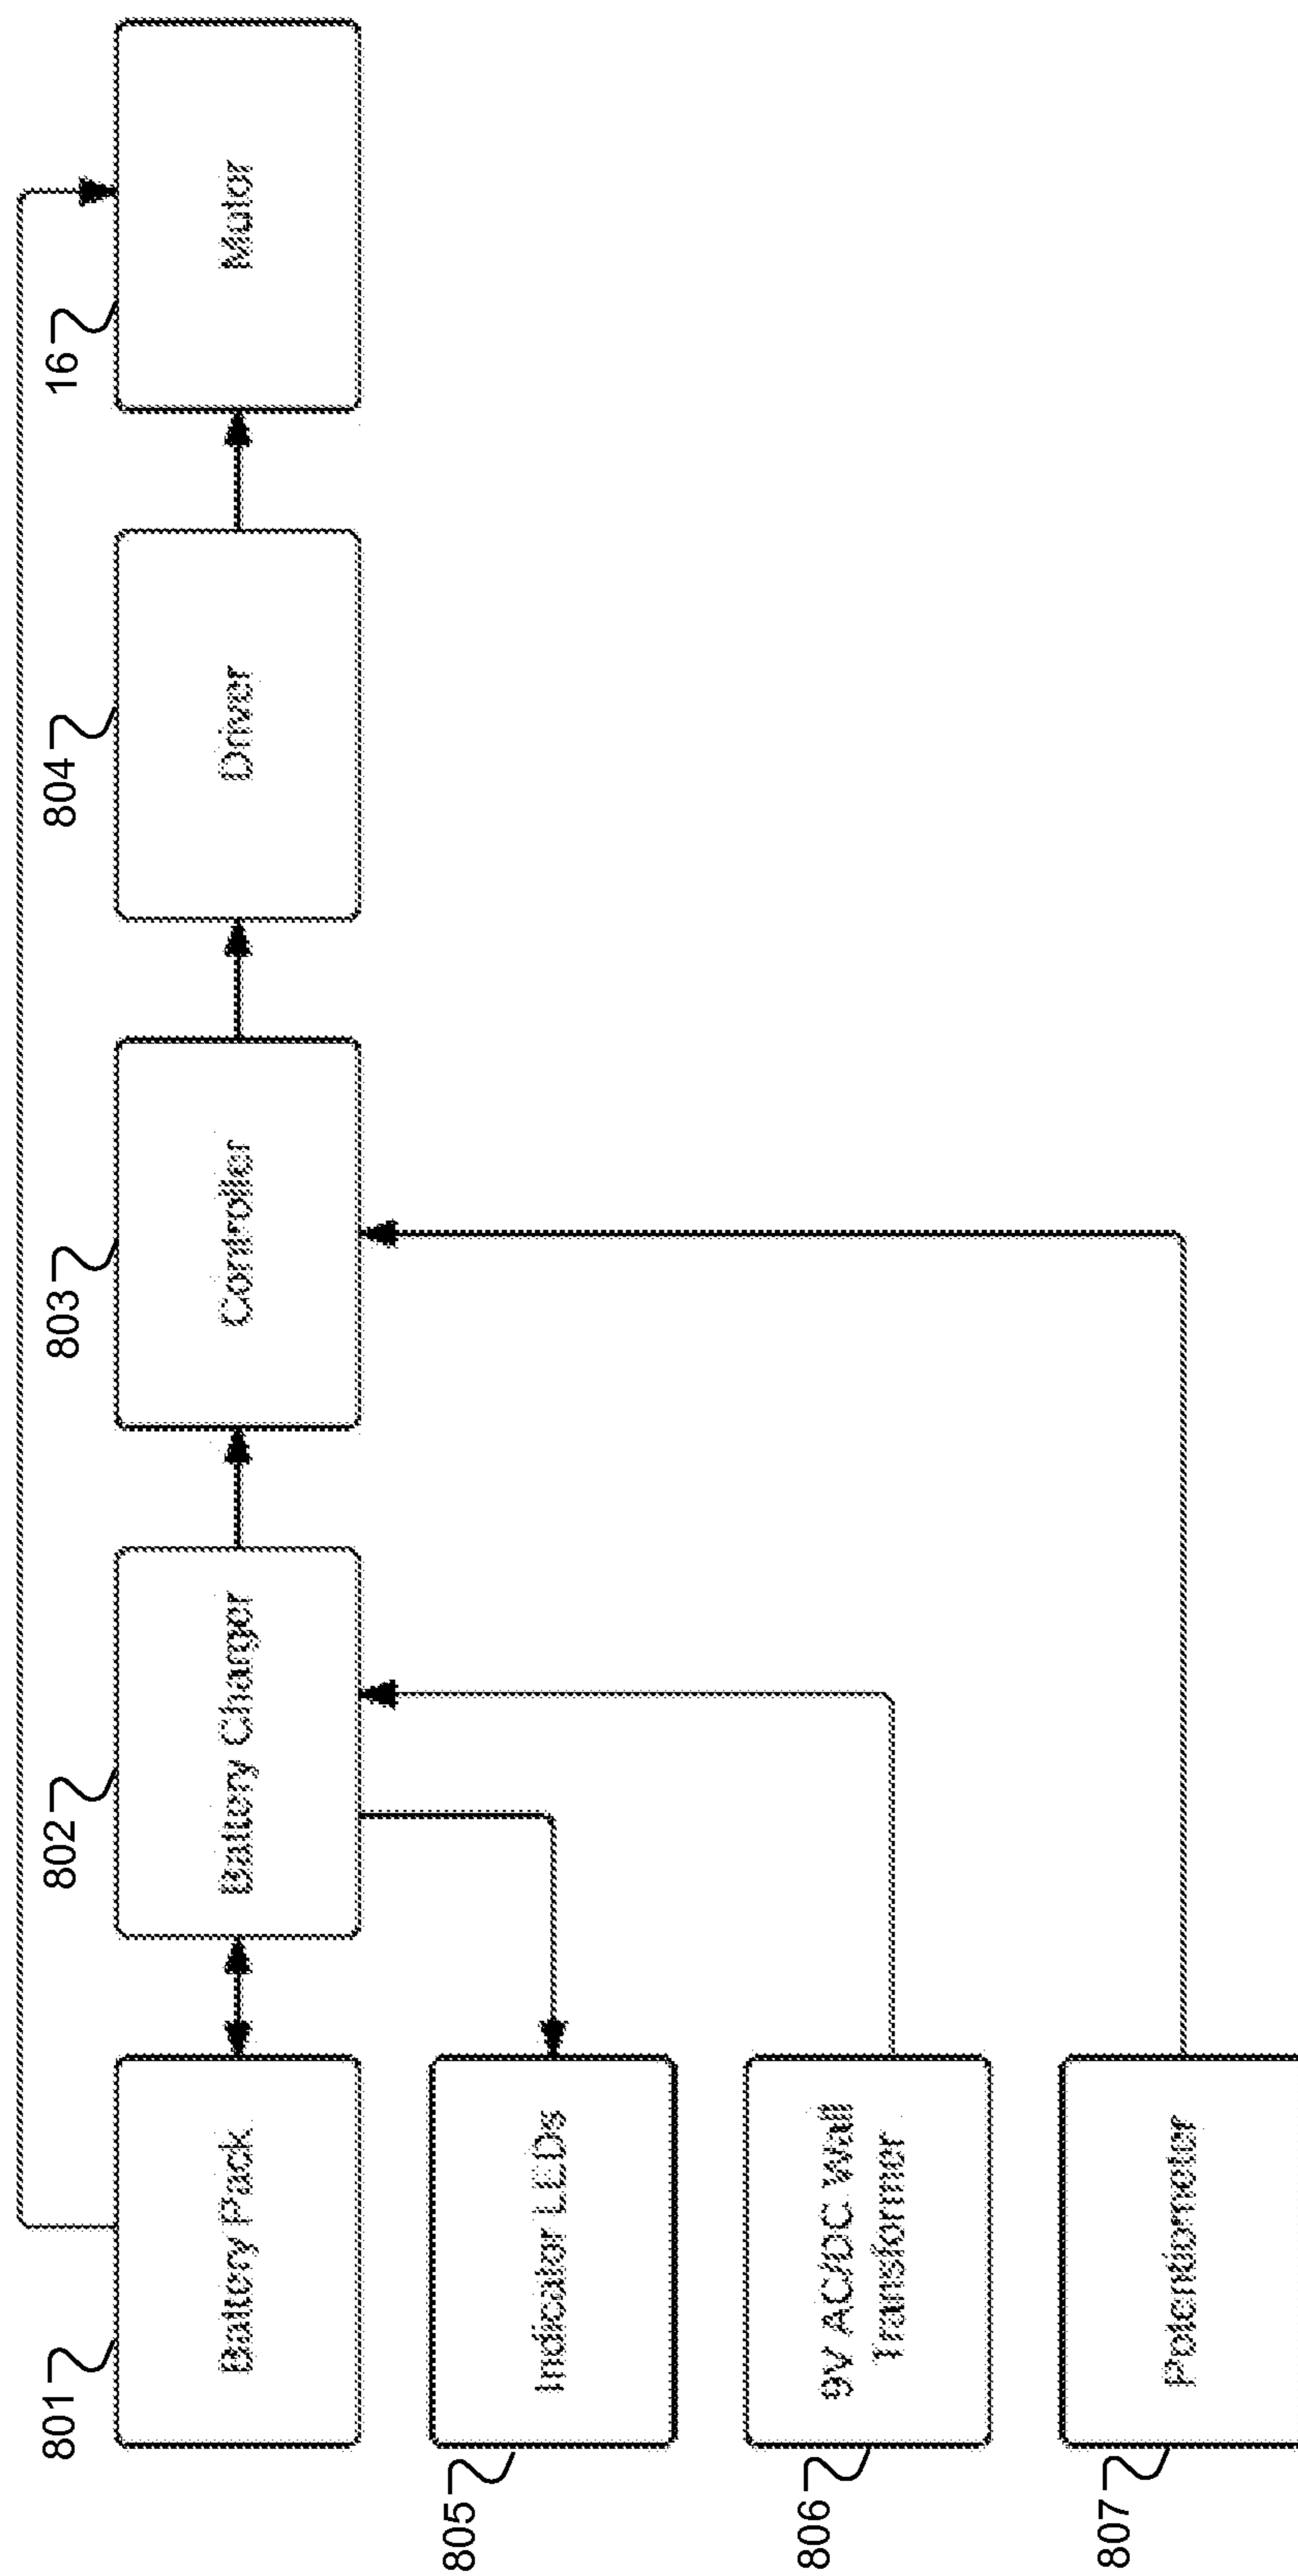 801
Battery Pack
802
Battery Charger
803
Controller
804
Driver
16
Motor
805
Indicator LEDs
806
9V AC/DC Wall
Transformer
807
Potentiometer